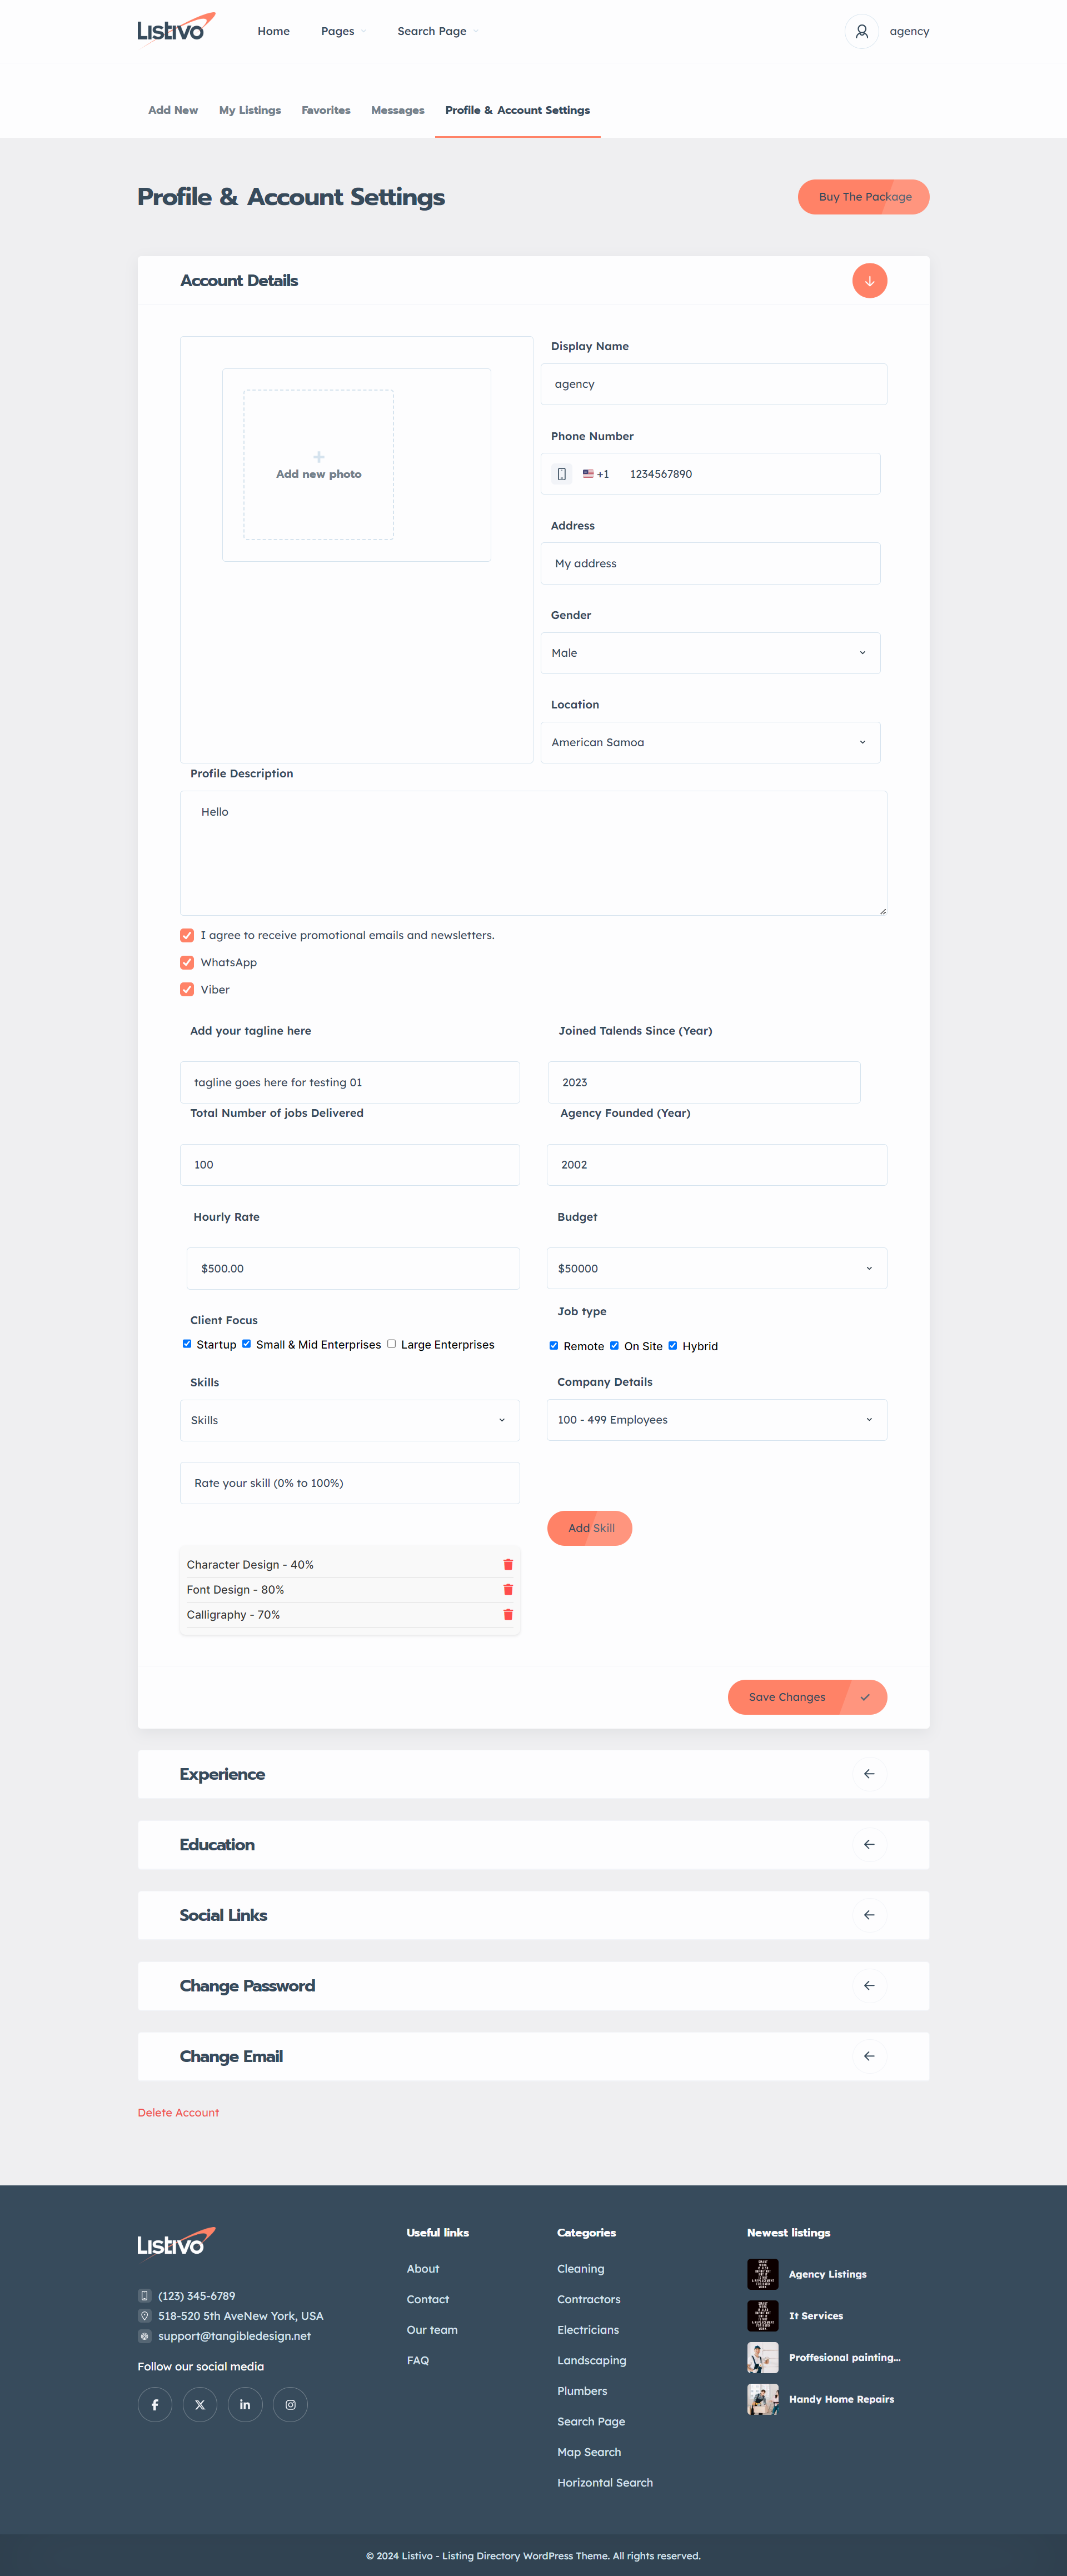 Listivo
Home Pages Search Page agency
Add New My Listings Favorites Messages Profile & Account Settings
Profile & Account Settings
Buy The Package
Account Details
Add new photo
Display Name
agency
Phone Number
+1 1234567890
Address
My address
Gender
Male
Location
American Samoa
Profile Description
Hello
I agree to receive promotional emails and newsletters.
WhatsApp
Viber
Add your tagline here
tagline goes here for testing 01
Joined Talends Since (Year)
2023
Total Number of jobs Delivered
100
Agency Founded (Year)
2002
Hourly Rate
$500.00
Budget
$50000
Client Focus
Startup Small & Mid Enterprises Large Enterprises
Job type
Remote On Site Hybrid
Skills
Skills
Company Details
100 - 499 Employees
Rate your skill (0% to 100%)
Add Skill
Character Design - 40%
Font Design - 80%
Calligraphy - 70%
Save Changes
Experience
Education
Social Links
Change Password
Change Email
Delete Account
Listivo
(123) 345-6789
518-520 5th AveNew York, USA
support@tangibledesign.net
Follow our social media
Useful links
About
Contact
Our team
FAQ
Categories
Cleaning
Contractors
Electricians
Landscaping
Plumbers
Search Page
Map Search
Horizontal Search
Newest listings
Agency Listings
It Services
Proffesional painting...
Handy Home Repairs
© 2024 Listivo - Listing Directory WordPress Theme. All rights reserved.